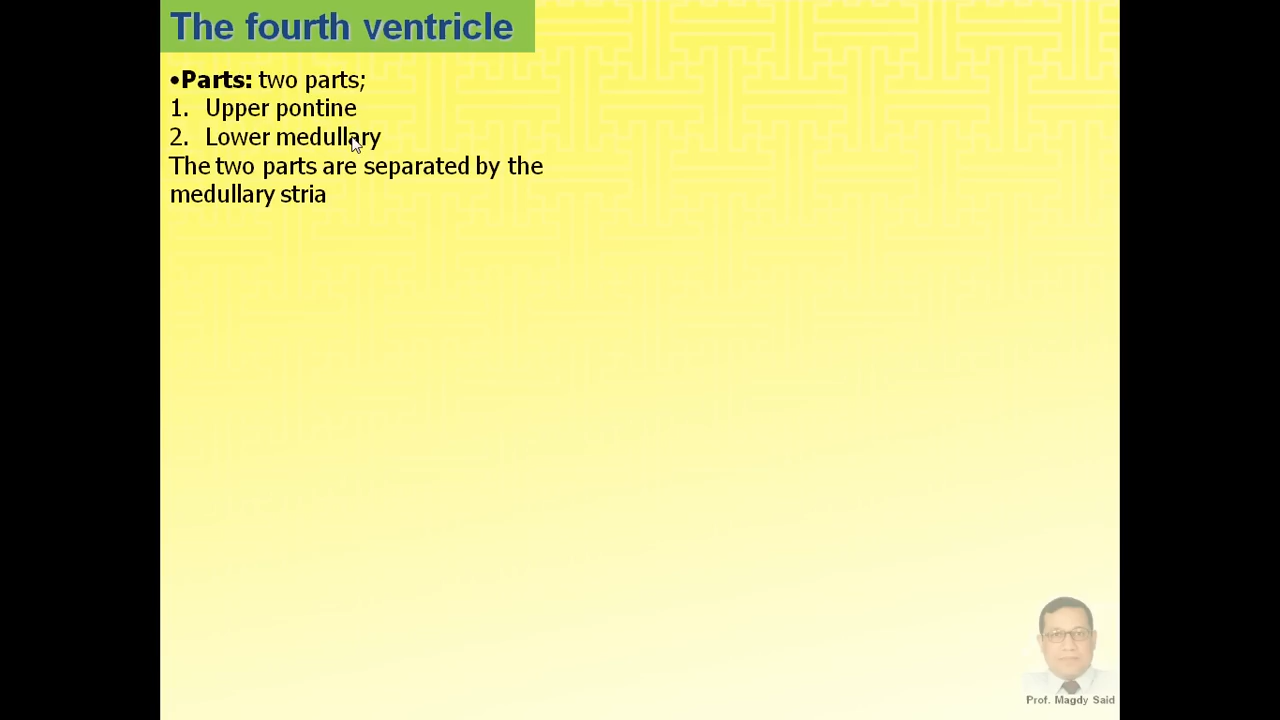 The fourth ventricle
•Parts: two parts;
1. Upper pontine
2. Lower medullary
The two parts are separated by the
medullary stria
Prof. Magdy Said